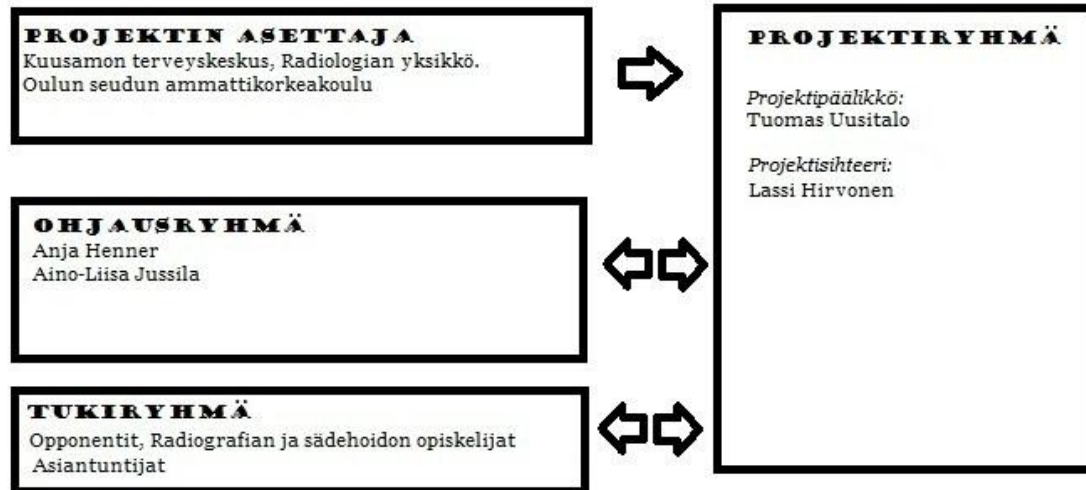 PROJEKTIN ASETTAJA
Kuusamon terveyskeskus, Radiologian yksikkö.
Oulun seudun ammattikorkeakoulu
OHJAUSRYHMÄ
Anja Henner
Aino-Liisa Jussila
TUKIRYHMÄ
Opponentit, Radiografian ja sädehoidon opiskelijat
Asiantuntijat
PROJEKTIRYHMÄ
Projektipäälikkö:
Tuomas Uusitalo
Projektisihteeri:
Lassi Hirvonen